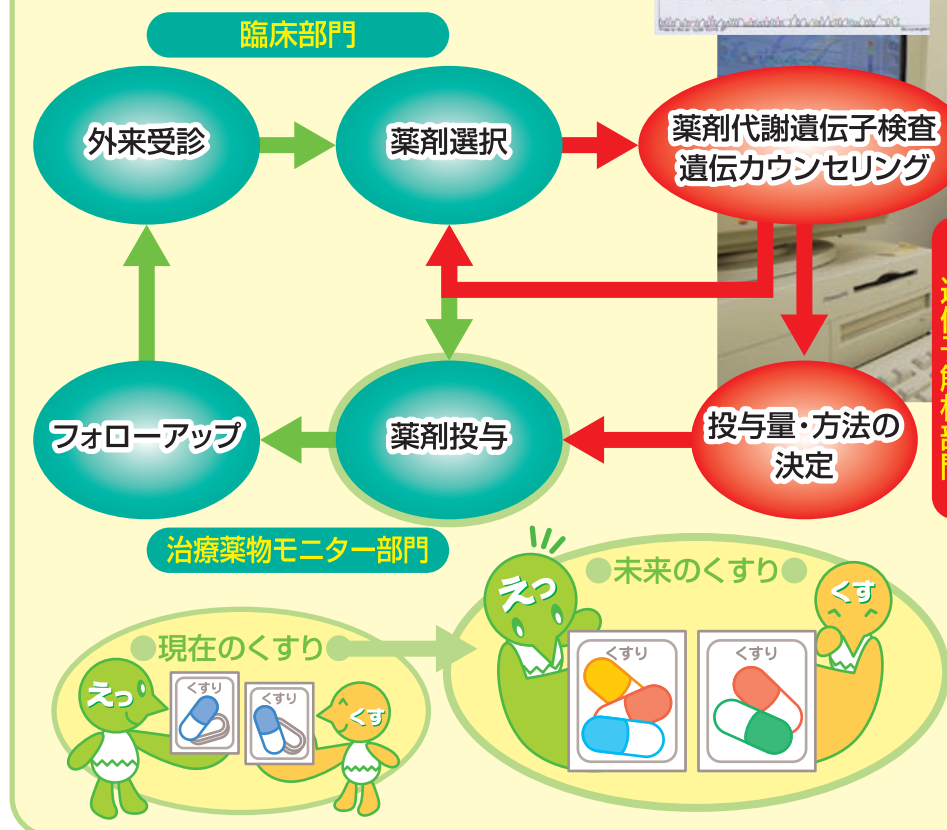 臨床部門
外来受診
薬剤選択
薬剤代謝遺伝子検査
遺伝カウンセリング
フォローアップ
薬剤投与
投与量・方法の
決定
治療薬物モニター部門
●現在のくすり●
えっ
くすり
くすり
くす
●未来のくすり●
えっ
くすり
くすり
くす